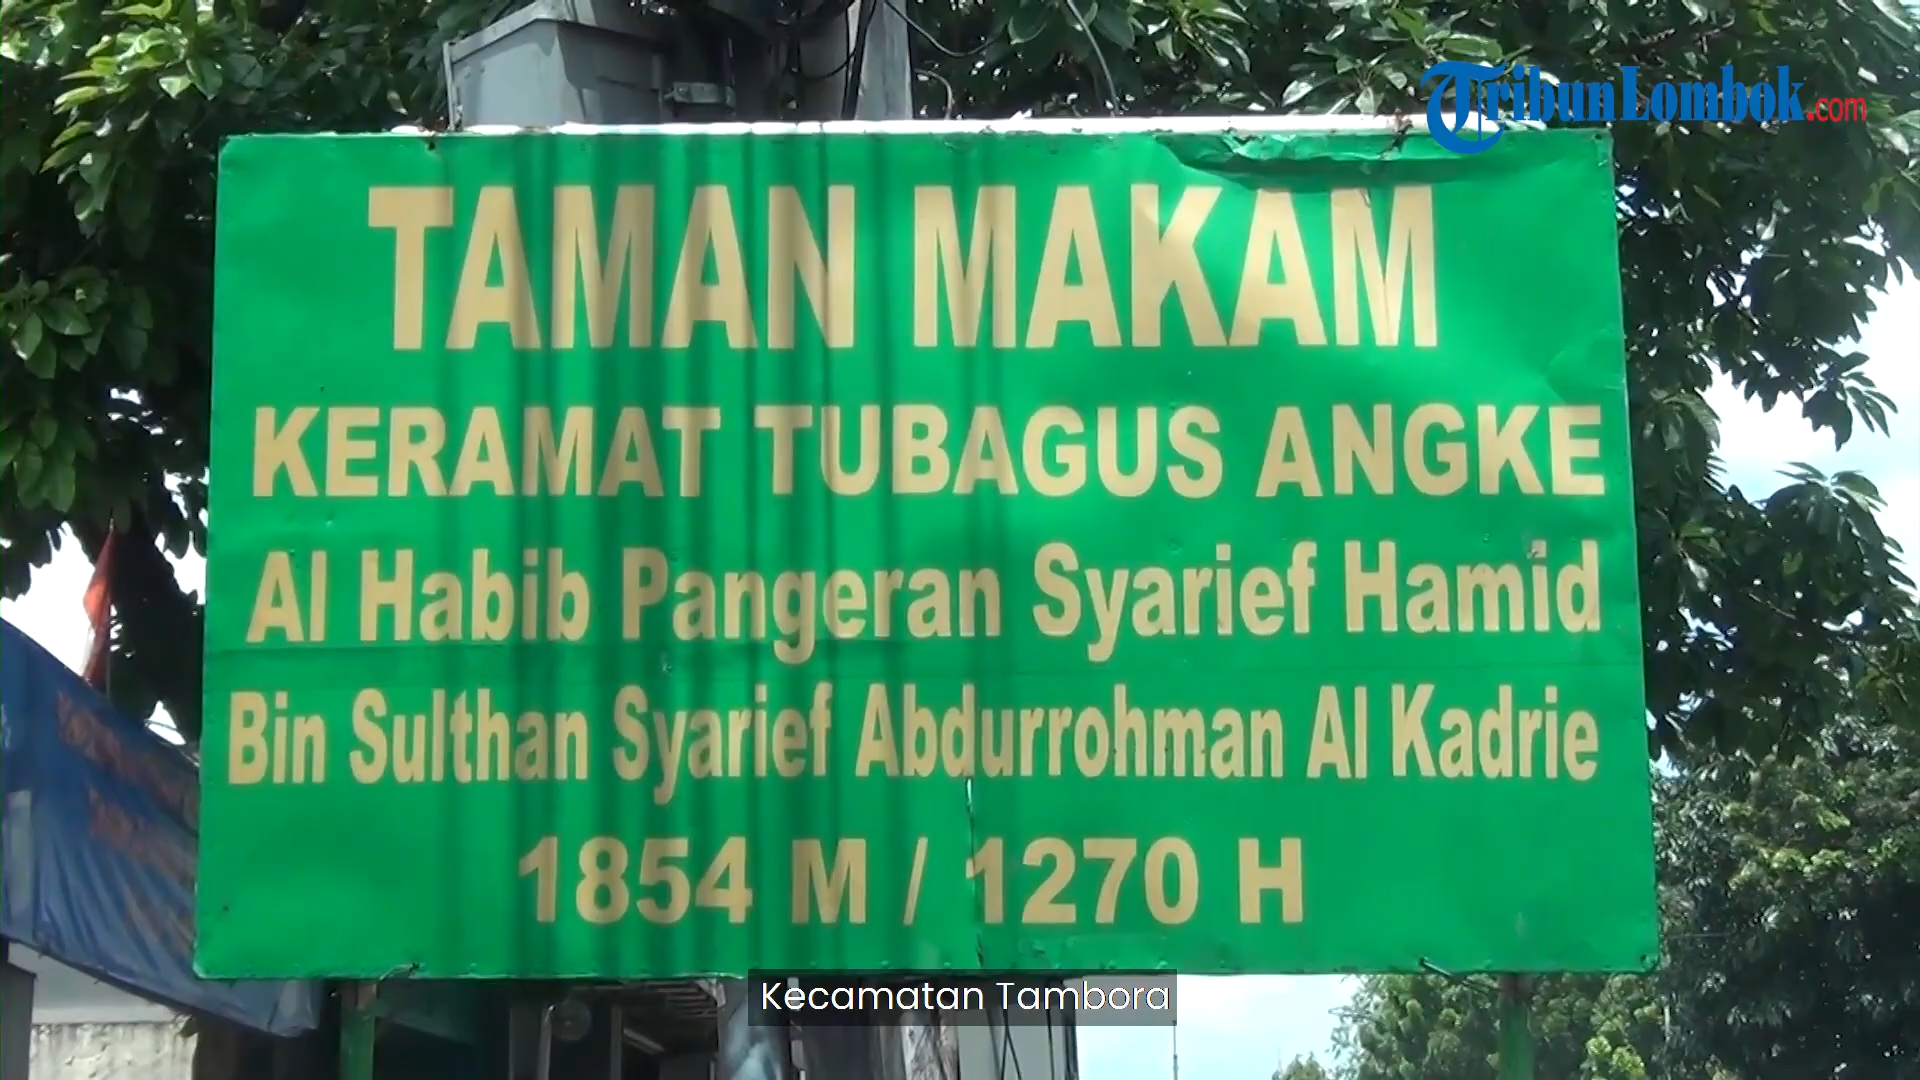 TribunLombok.com
TAMAN MAKAM
KERAMAT TUBAGUS ANGKE
Al Habib Pangeran Syarief Hamid
Bin Sulthan Syarief Abdurrohman Al Kadrie
1854 M / 1270 H
Kecamatan Tambora